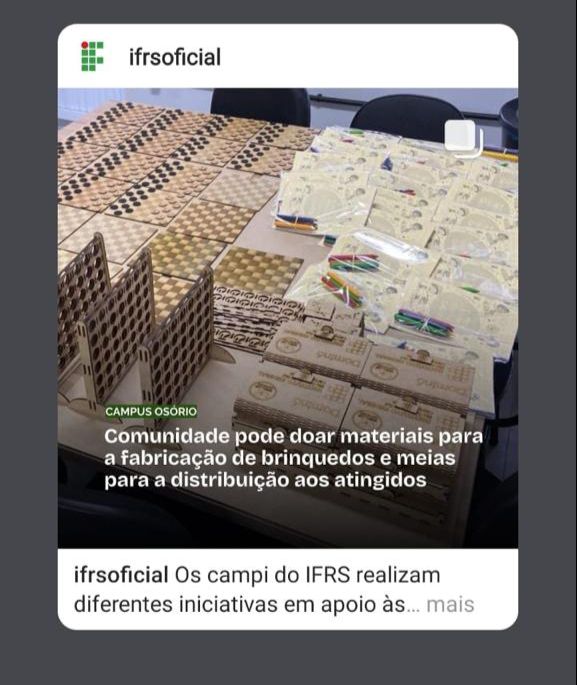 ifrsoficial
CAMPUS OSÓRIO
Comunidade pode doar materiais para
a fabricação de brinquedos e meias
para a distribuição aos atingidos
ifrsoficial Os campi do IFRS realizam
diferentes iniciativas em apoio às... mais